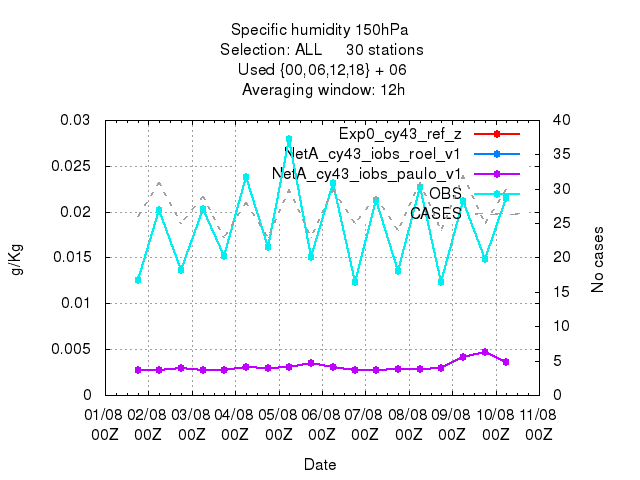 Specific humidity 150hPa
Selection: ALL 30 stations
Used {00,06,12,18} + 06
Averaging window: 12h
Exp0_cy43_ref_z
NetA_cy43_iobs_roel_v1
NetA_cy43_iobs_paulo_v1
OBS
CASES
g/Kg
0.03
0.025
0.02
0.015
0.01
0.005
0
40
35
30
25
20
15
10
5
0
No cases
01/08 02/08 03/08 04/08 05/08 06/08 07/08 08/08 09/08 10/08 11/08
00Z 00Z 00Z 00Z 00Z 00Z 00Z 00Z 00Z 00Z 00Z
Date